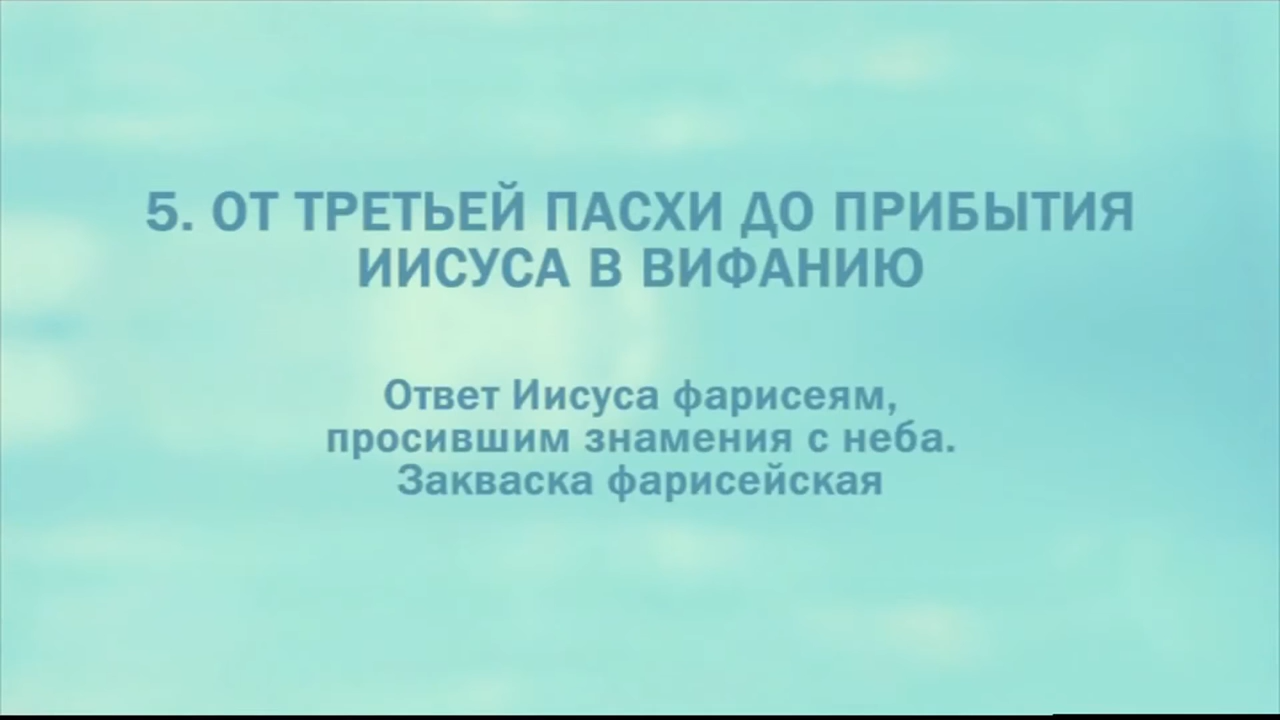 5. ОТ ТРЕТЬЕЙ ПАСХИ ДО ПРИБЫТИЯ
ИИСУСА В ВИФАНИЮ
Ответ Иисуса фарисеям,
просившим знамения с неба.
Закваска фарисейская